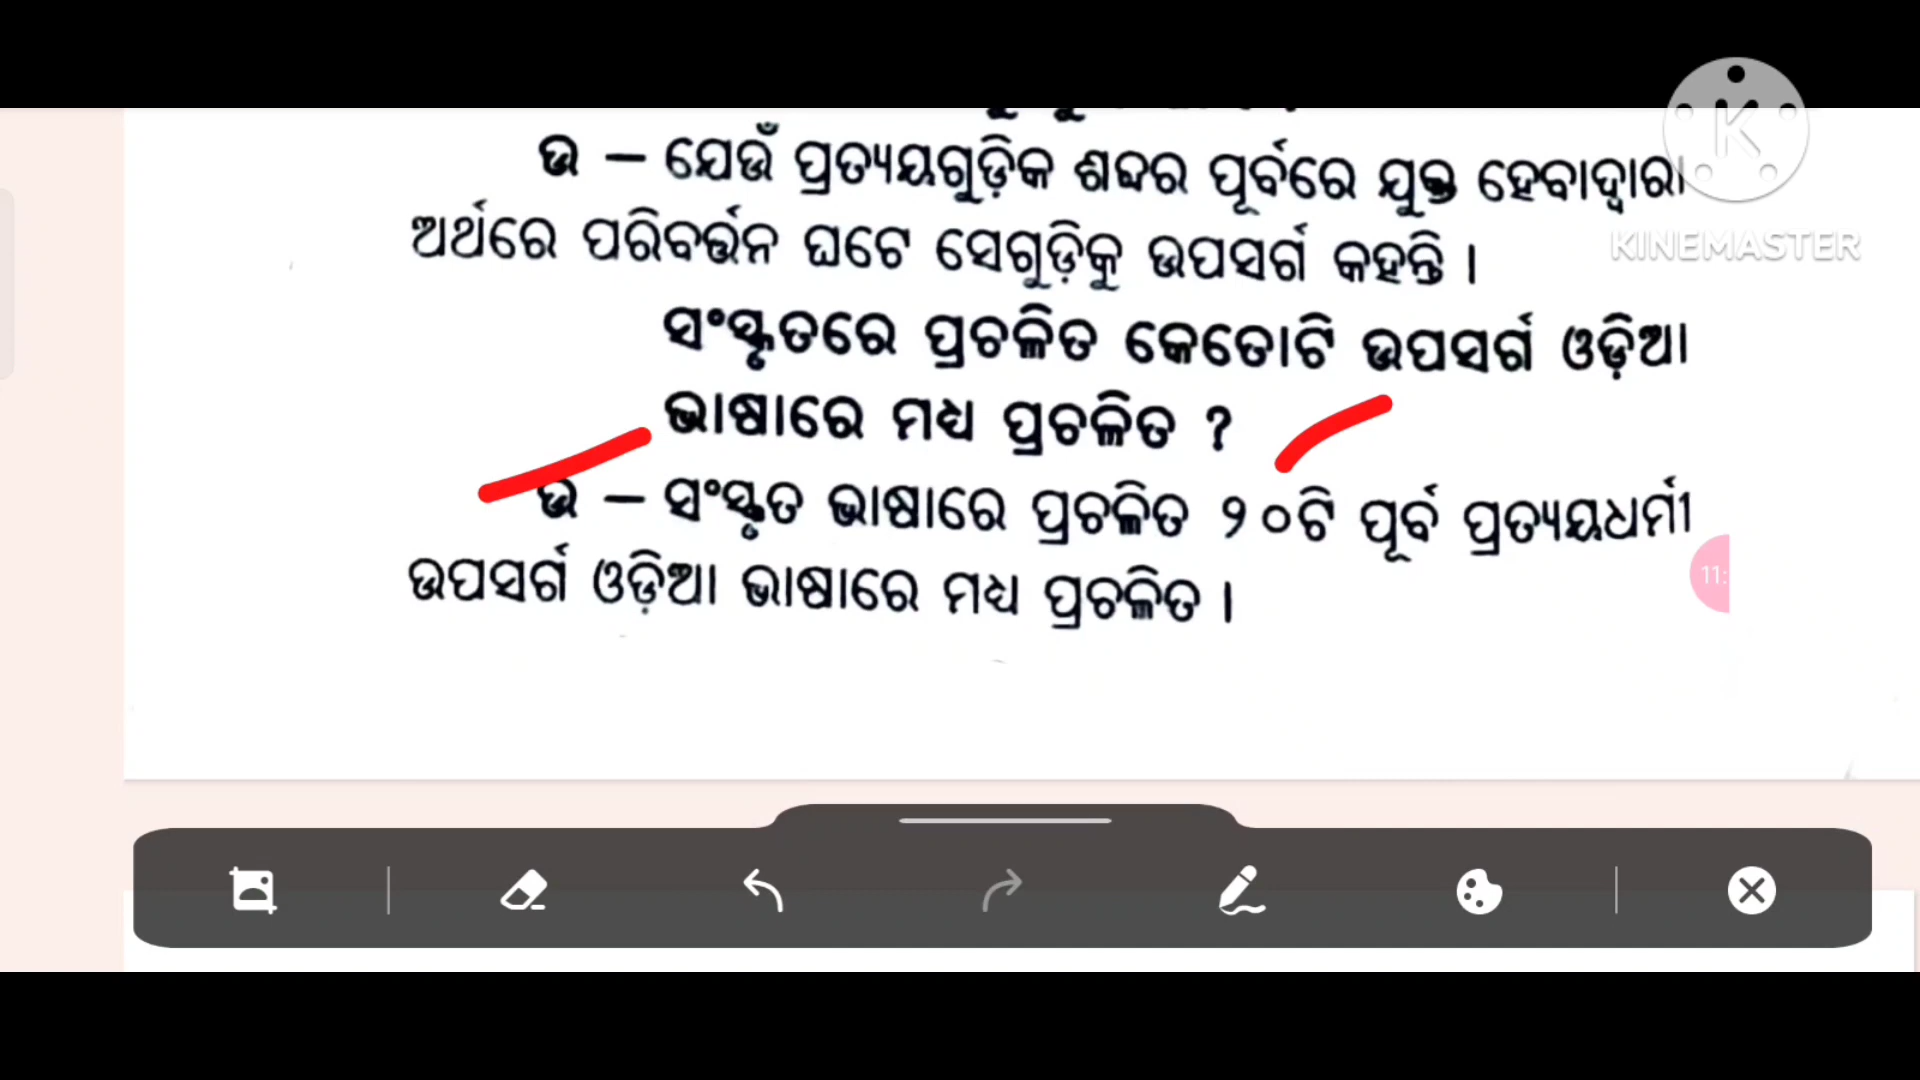 ଉ – ଯେଉଁ ପ୍ରତ୍ୟୟଗୁଡ଼ିକ ଶବ୍ଦର ପୂର୍ବରେ ଯୁକ୍ତ ହେବାଦ୍ୱାରା
ଅର୍ଥରେ ପରିବର୍ତ୍ତନ ଘଟେ ସେଗୁଡ଼ିକୁ ଉପସର୍ଗ କହନ୍ତି ।
ସଂସ୍କୃତରେ ପ୍ରଚଳିତ କେତୋଟି ଉପସର୍ଗ ଓଡ଼ିଆ
ଭାଷାରେ ମଧ୍ୟ ପ୍ରଚଳିତ ?
ଉ – ସଂସ୍କୃତ ଭାଷାରେ ପ୍ରଚଳିତ ୨୦ଟି ପୂର୍ବ ପ୍ରତ୍ୟୟଧର୍ମୀ
ଉପସର୍ଗ ଓଡ଼ିଆ ଭାଷାରେ ମଧ୍ୟ ପ୍ରଚଳିତ ।
K
KINEMASTER
11: